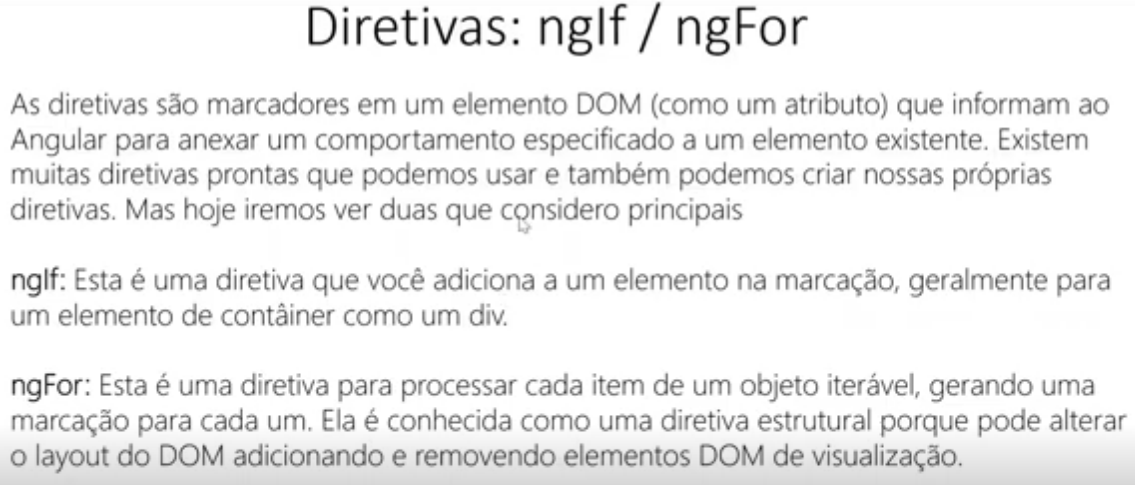 Diretivas: ngIf / ngFor
As diretivas são marcadores em um elemento DOM (como um atributo) que informam ao
Angular para anexar um comportamento especificado a um elemento existente. Existem
muitas diretivas prontas que podemos usar e também podemos criar nossas próprias
diretivas. Mas hoje iremos ver duas que considero principais
ngIf: Esta é uma diretiva que você adiciona a um elemento na marcação, geralmente para
um elemento de contâiner como um div.
ngFor: Esta é uma diretiva para processar cada item de um objeto iterável, gerando uma
marcação para cada um. Ela é conhecida como uma diretiva estrutural porque pode alterar
o layout do DOM adicionando e removendo elementos DOM de visualização.